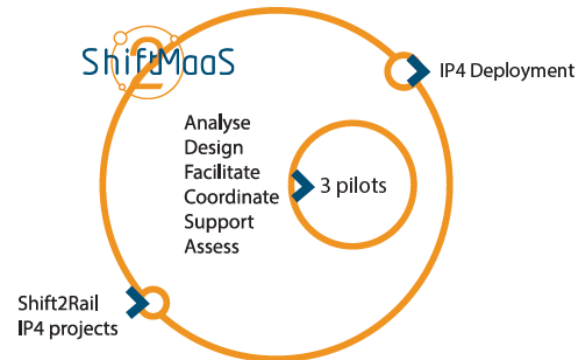 Shift2MaaS
IP4 Deployment
Analyse
Design
Facilitate
Coordinate
Support
Assess
3 pilots
Shift2Rail
IP4 projects